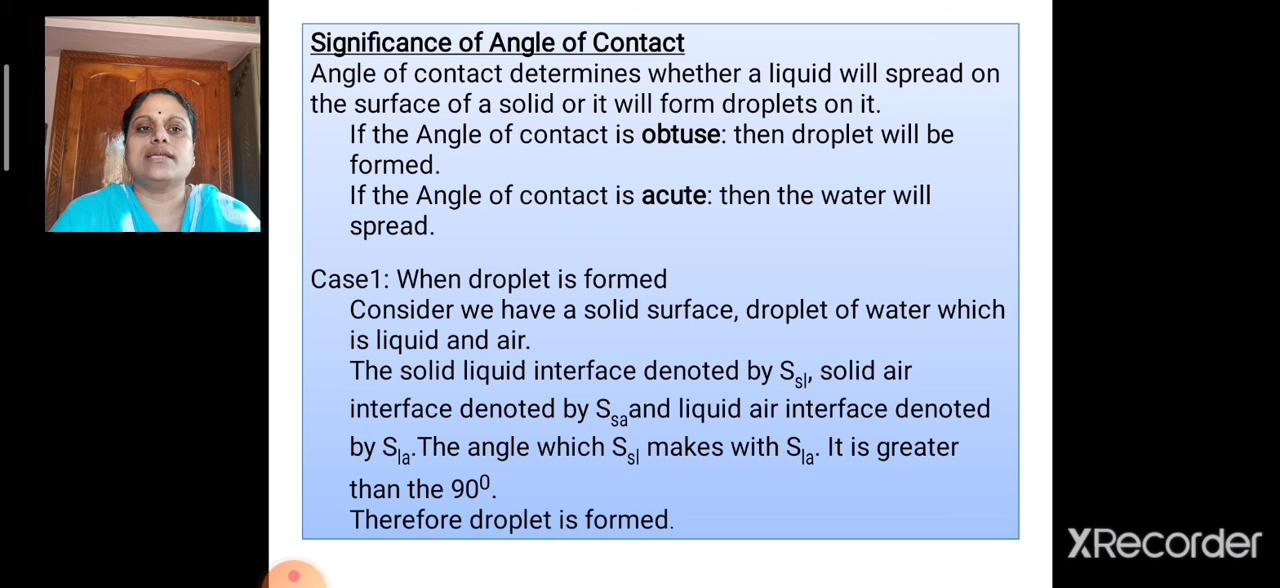 Significance of Angle of Contact
Angle of contact determines whether a liquid will spread on
the surface of a solid or it will form droplets on it.
If the Angle of contact is obtuse: then droplet will be
formed.
If the Angle of contact is acute: then the water will
spread.
Case1: When droplet is formed
Consider we have a solid surface, droplet of water which
is liquid and air.
The solid liquid interface denoted by Ssl, solid air
interface denoted by Ssaand liquid air interface denoted
by Sla.The angle which Ssl makes with Sla. It is greater
than the 90⁰.
Therefore droplet is formed.
XRecorder